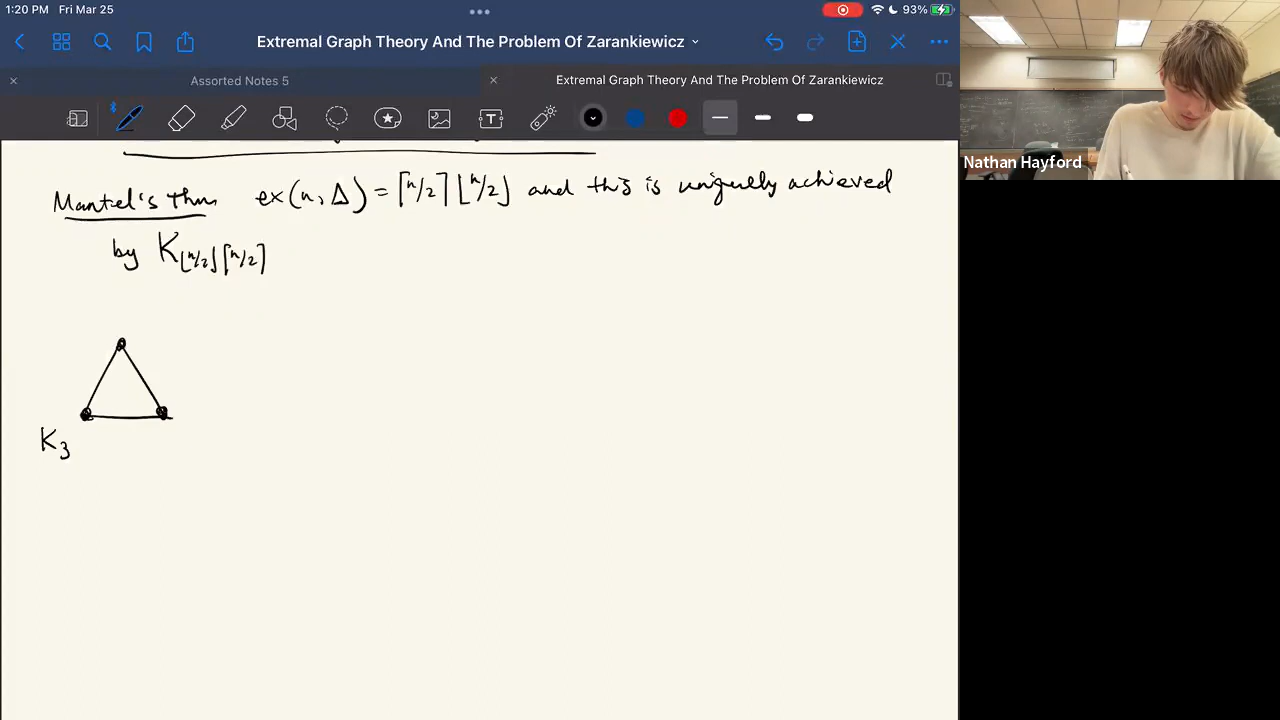 1:20 PM Fri Mar 25
93%
Extremal Graph Theory And The Problem Of Zarankiewicz
Assorted Notes 5
Extremal Graph Theory And The Problem Of Zarankiewicz
Nathan Hayford
Mantel's Thm ex(n, Δ) = ⌈n/2⌉ ⌊n/2⌋ and this is uniquely achieved
by K⌊n/2⌋⌈n/2⌉
K₃